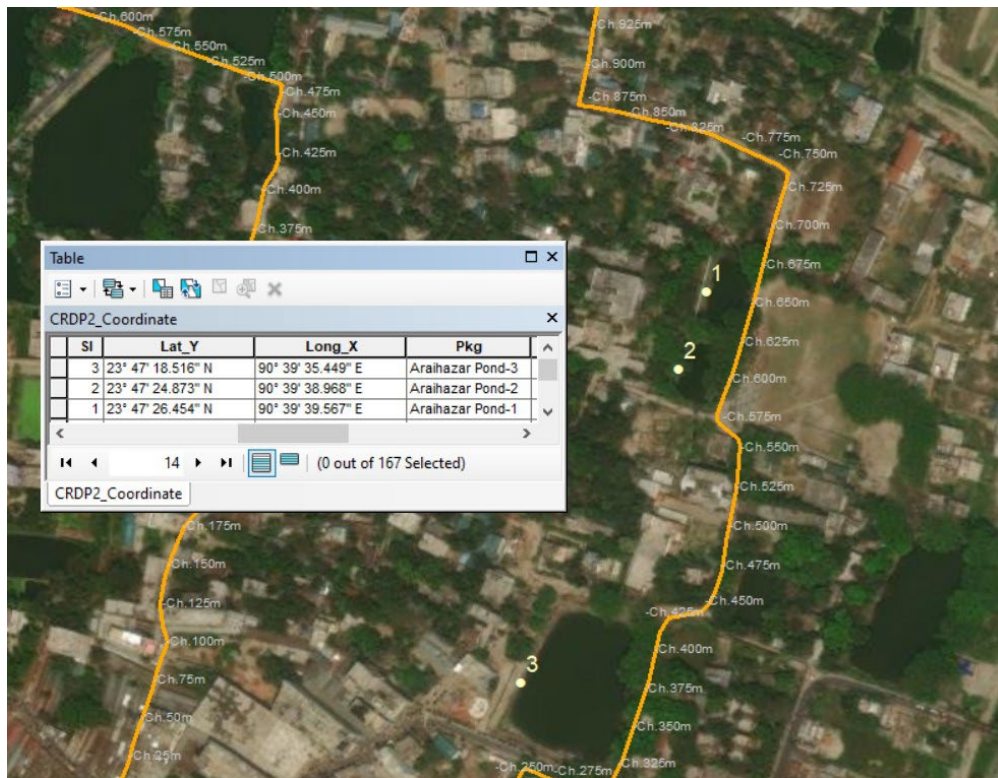 Ch.600m
Ch.575m
Ch.550m
Ch.525m
Ch.500m
Ch.475m
Ch.450m
Ch.425m
Ch.400m
Ch.375m
Ch.925m
Ch.900m
Ch.875m
Ch.850m
Ch.825m
Ch.775m
Ch.750m
Ch.725m
Ch.700m
Ch.675m
Ch.650m
Ch.625m
Ch.600m
Ch.575m
Ch.550m
Ch.525m
Ch.500m
Ch.475m
Ch.450m
Ch.425m
Ch.400m
Ch.375m
Ch.350m
Ch.325m
Ch.275m
Ch.250m
1
2
3
Table
CRDP2_Coordinate
SI Lat_Y Long_X Pkg
3 23° 47' 18.516" N 90° 39' 35.449" E Araihazar Pond-3
2 23° 47' 24.873" N 90° 39' 38.968" E Araihazar Pond-2
1 23° 47' 26.454" N 90° 39' 39.567" E Araihazar Pond-1
14 (0 out of 167 Selected)
CRDP2_Coordinate
Ch.175m
Ch.150m
Ch.125m
Ch.100m
Ch.75m
Ch.50m
Ch.25m